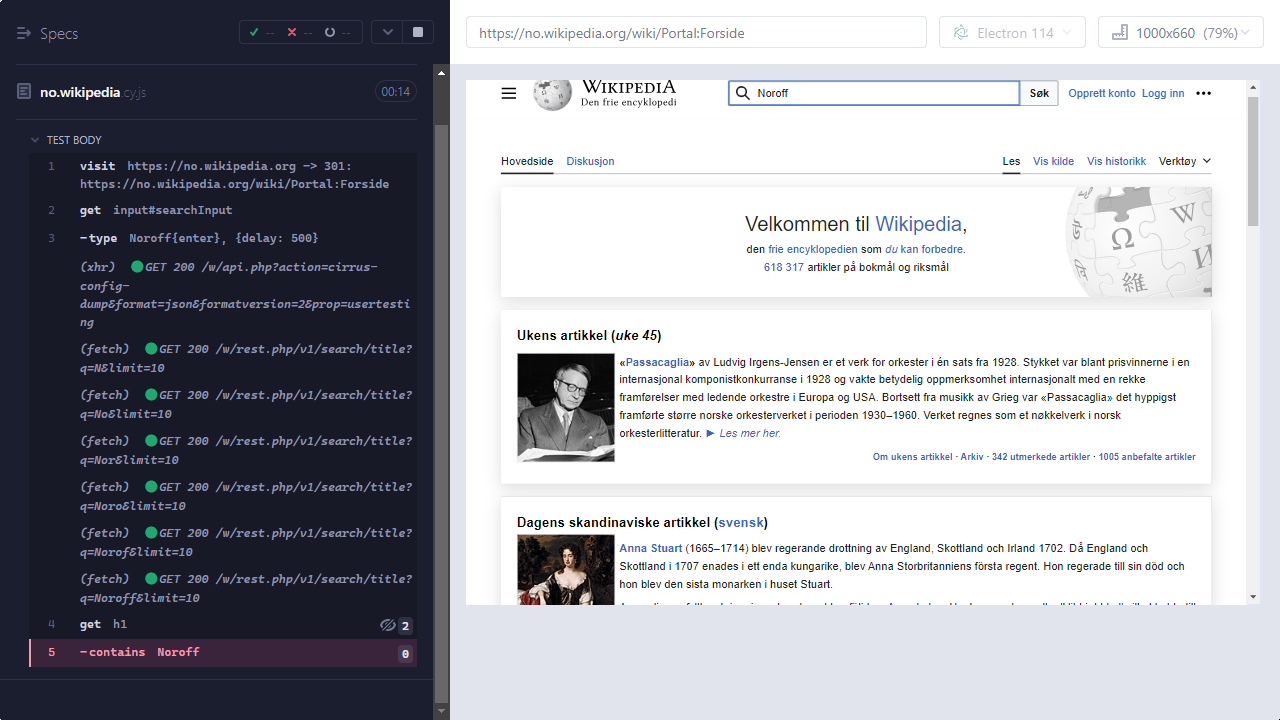 Specs
-- -- --
no.wikipedia.cy.js
00:14
TEST BODY
1 visit https://no.wikipedia.org -> 301:
https://no.wikipedia.org/wiki/Portal:Forside
2 get input#searchInput
3 -type Noroff{enter}, {delay: 500}
(xhr) GET 200 /w/api.php?action=cirrus-
config-
dump&format=json&formatversion=2&prop=usertesti
ng
(fetch) GET 200 /w/rest.php/v1/search/title?
q=N&limit=10
(fetch) GET 200 /w/rest.php/v1/search/title?
q=No&limit=10
(fetch) GET 200 /w/rest.php/v1/search/title?
q=Nor&limit=10
(fetch) GET 200 /w/rest.php/v1/search/title?
q=Noro&limit=10
(fetch) GET 200 /w/rest.php/v1/search/title?
q=Norof&limit=10
(fetch) GET 200 /w/rest.php/v1/search/title?
q=Noroff&limit=10
4 get h1 2
5 -contains Noroff 0
https://no.wikipedia.org/wiki/Portal:Forside
Electron 114
1000x660 (79%)
WIKIPEDIA
Den frie encyklopedi
Noroff
Søk
Opprett konto Logg inn
Hovedside Diskusjon
Les Vis kilde Vis historikk Verktøy
Velkommen til Wikipedia,
den frie encyklopedien som du kan forbedre.
618 317 artikler på bokmål og riksmål
Ω
W
維
Ukens artikkel (uke 45)
«Passacaglia» av Ludvig Irgens-Jensen er et verk for orkester i én sats fra 1928. Stykket var blant prisvinnerne i en
internasjonal komponistkonkurranse i 1928 og vakte betydelig oppmerksomhet internasjonalt med en rekke
framførelser med ledende orkestre i Europa og USA. Bortsett fra musikk av Grieg var «Passacaglia» det hyppigst
framførte større norske orkesterverket i perioden 1930–1960. Verket regnes som et nøkkelverk i norsk
orkesterlitteratur. ► Les mer her.
Om ukens artikkel · Arkiv · 342 utmerkede artikler · 1005 anbefalte artikler
Dagens skandinaviske artikkel (svensk)
Anna Stuart (1665–1714) blev regerande drottning av England, Skottland och Irland 1702. Då England och
Skottland i 1707 enades i ett enda kungarike, blev Anna Storbritanniens första regent. Hon regerade till sin död och
hon blev den sista monarken i huset Stuart.